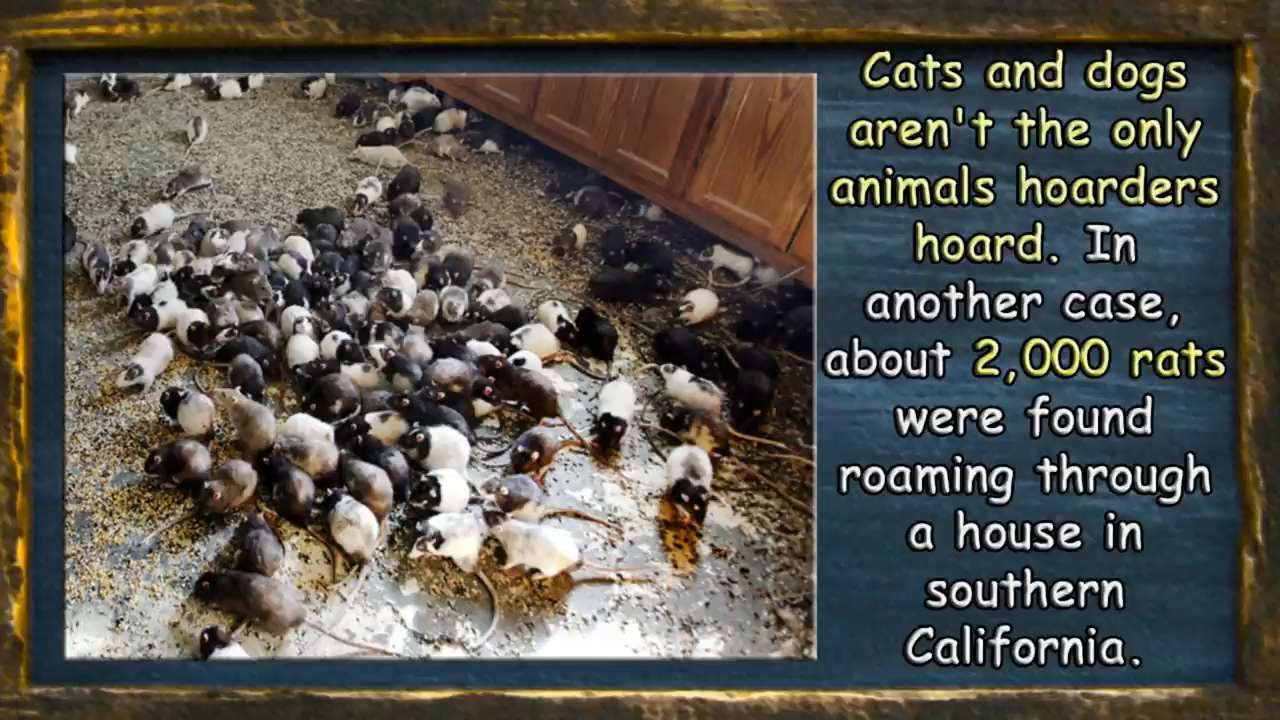 Cats and dogs
aren't the only
animals hoarders
hoard. In
another case,
about 2,000 rats
were found
roaming through
a house in
southern
California.